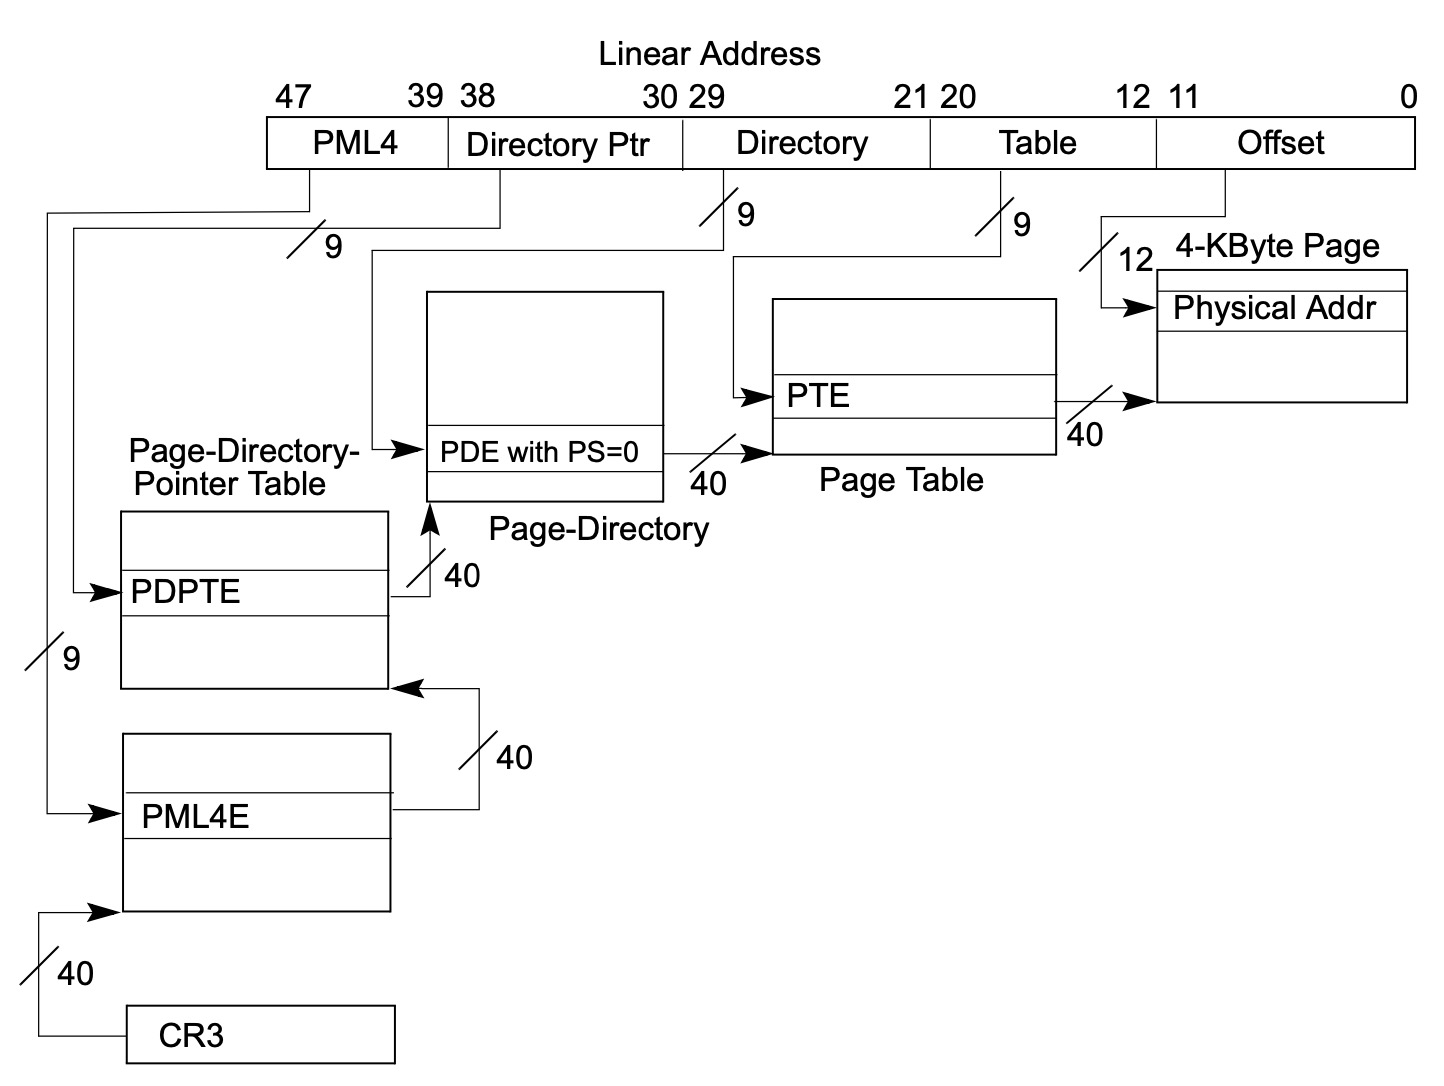 Linear Address
47 39 38 30 29 21 20 12 11 0
PML4 Directory Ptr Directory Table Offset
9
9
9
12
4-KByte Page
Physical Addr
PTE
40
Page Table
PDE with PS=0
40
Page-Directory
Page-Directory-
Pointer Table
PDPTE
40
9
40
PML4E
40
CR3